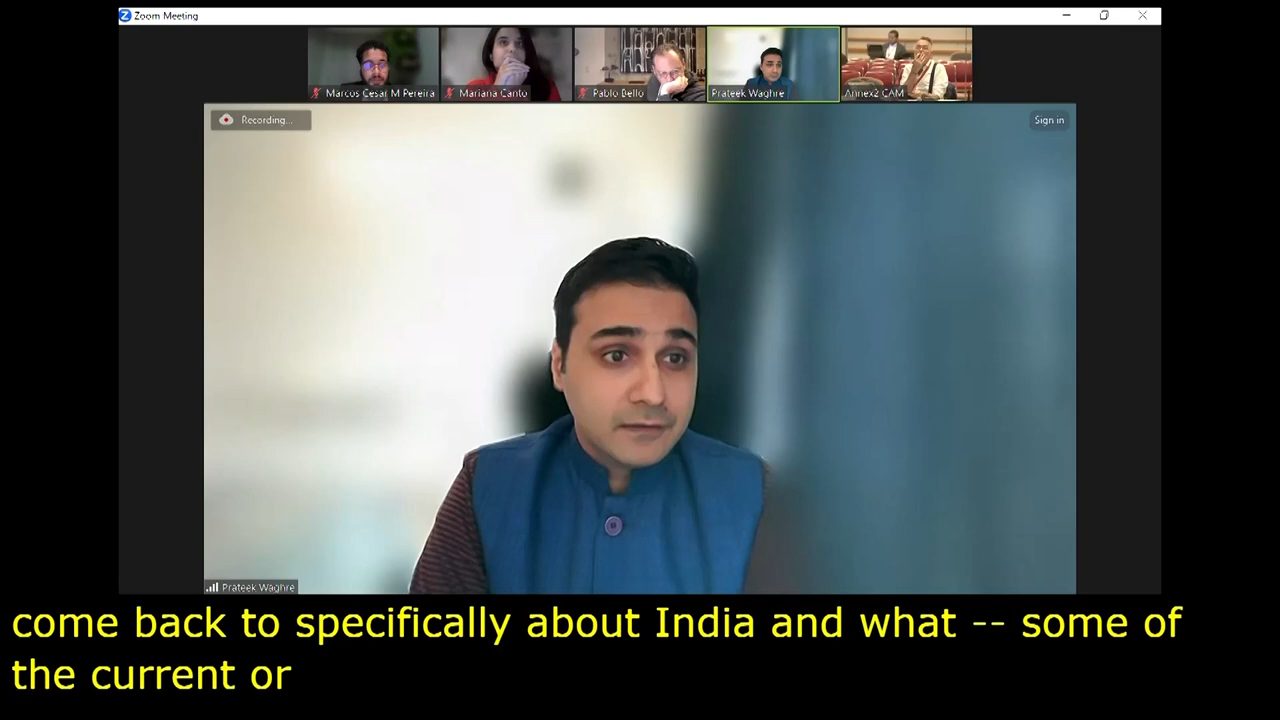 Zoom Meeting
Marcos Cesar M Pereira
Mariana Canto
Pablo Bello
Prateek Waghre
Annex2 CAM
Recording...
Sign in
Prateek Waghre
come back to specifically about India and what -- some of
the current or